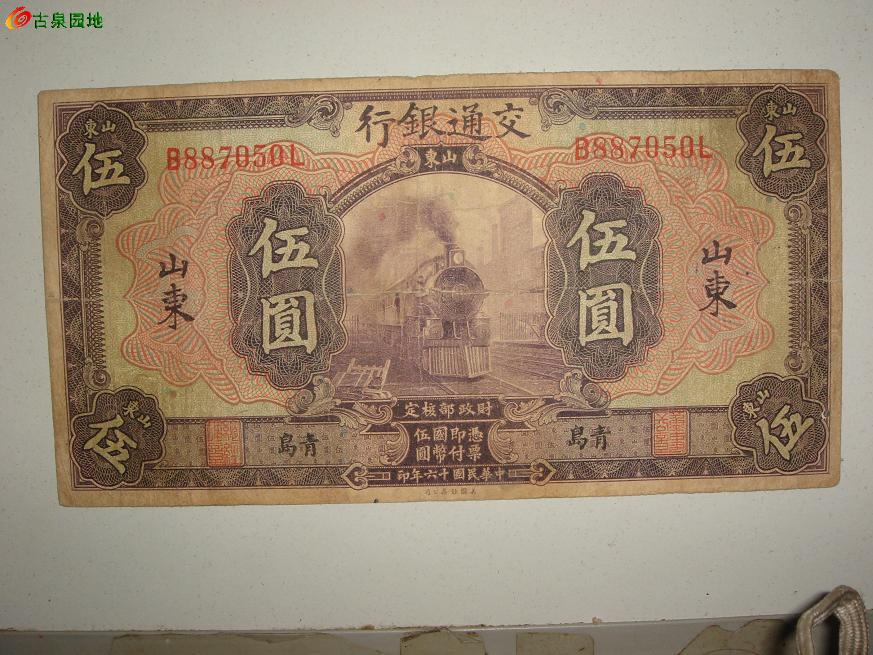 古泉园地
行銀通交
山東
伍
B887050L
山東
B887050L
山東
伍
伍圓
伍圓
山東
山東
定核部政財
憑票
即付
國幣
伍圓
青島
青島
印年六十國民華中
山東
伍
山東
伍